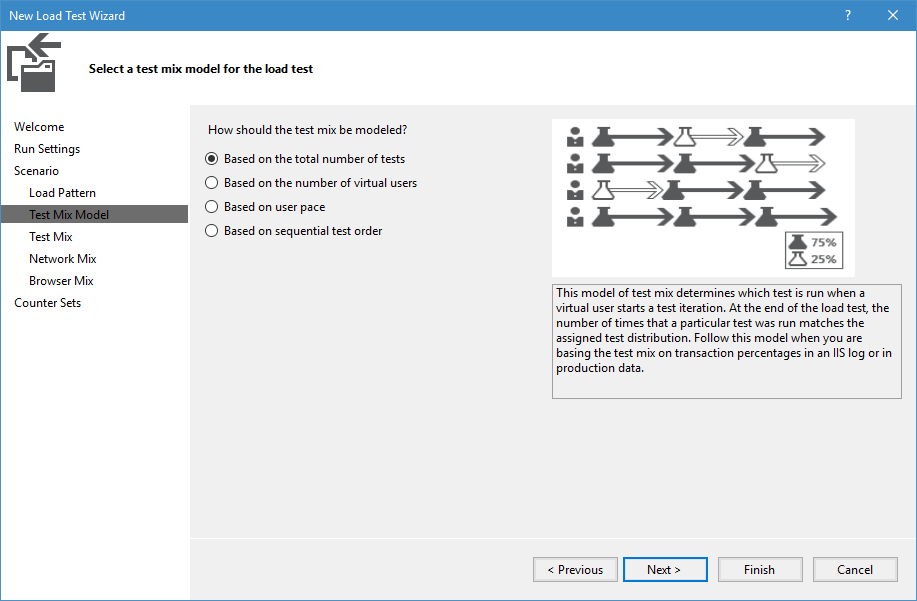 New Load Test Wizard
?
Select a test mix model for the load test
Welcome
Run Settings
Scenario
Load Pattern
Test Mix Model
Test Mix
Network Mix
Browser Mix
Counter Sets
How should the test mix be modeled?
Based on the total number of tests
Based on the number of virtual users
Based on user pace
Based on sequential test order
75%
25%
This model of test mix determines which test is run when a
virtual user starts a test iteration. At the end of the load test, the
number of times that a particular test was run matches the
assigned test distribution. Follow this model when you are
basing the test mix on transaction percentages in an IIS log or in
production data.
< Previous
Next >
Finish
Cancel